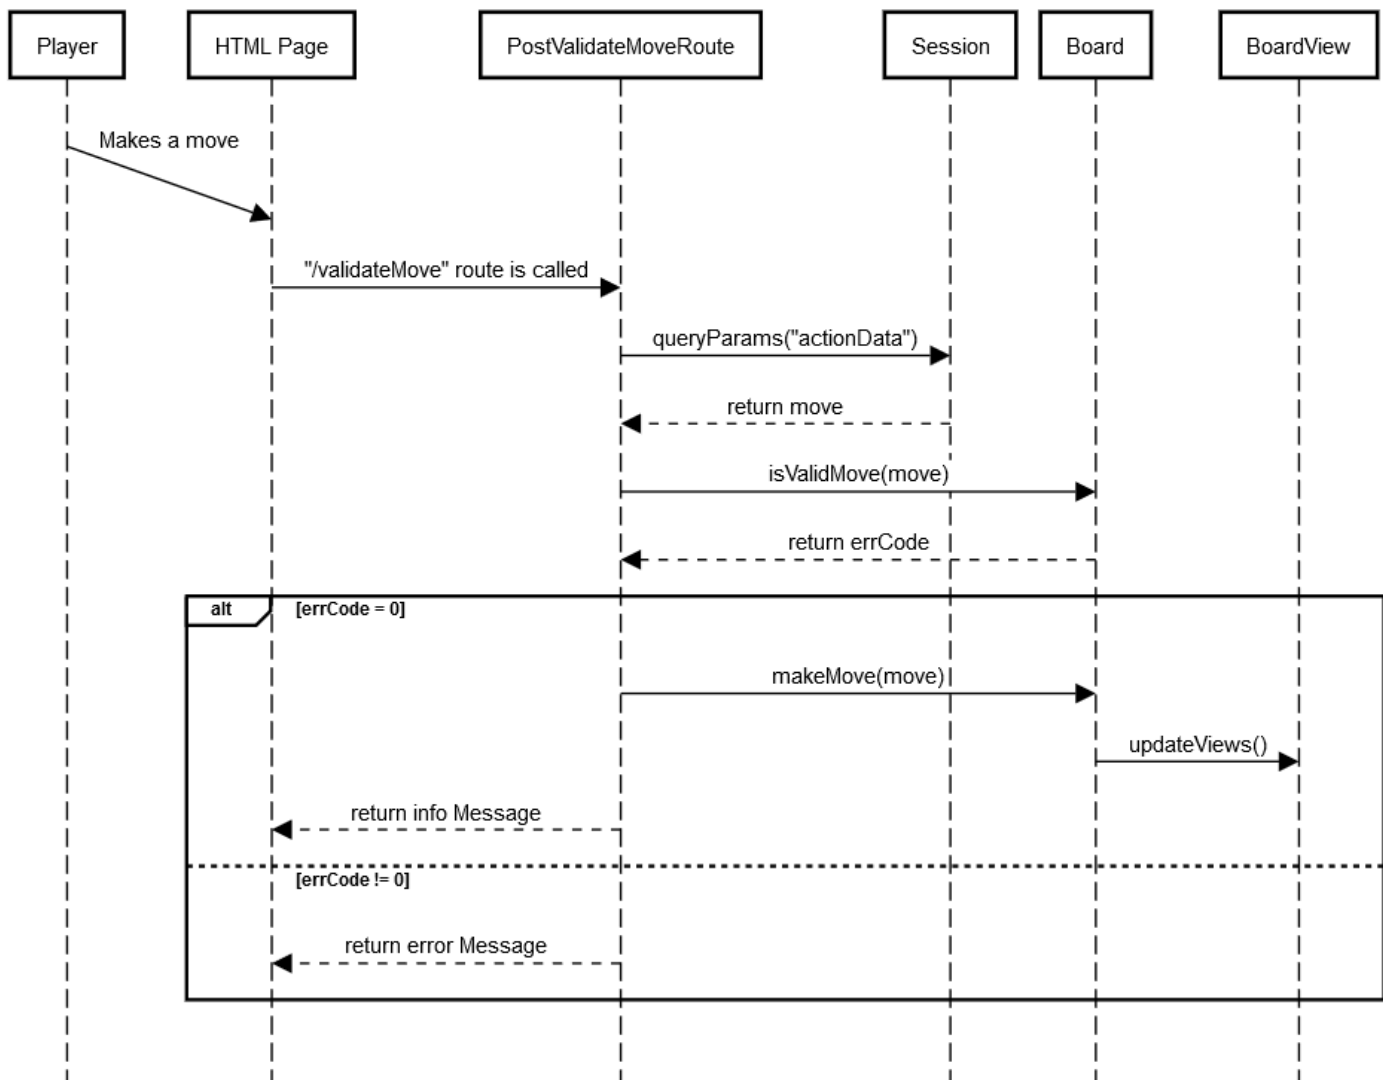 Player
HTML Page
PostValidateMoveRoute
Session
Board
BoardView
Makes a move
"/validateMove" route is called
queryParams("actionData")
return move
isValidMove(move)
return errCode
alt
[errCode = 0]
makeMove(move)
updateViews()
return info Message
[errCode != 0]
return error Message